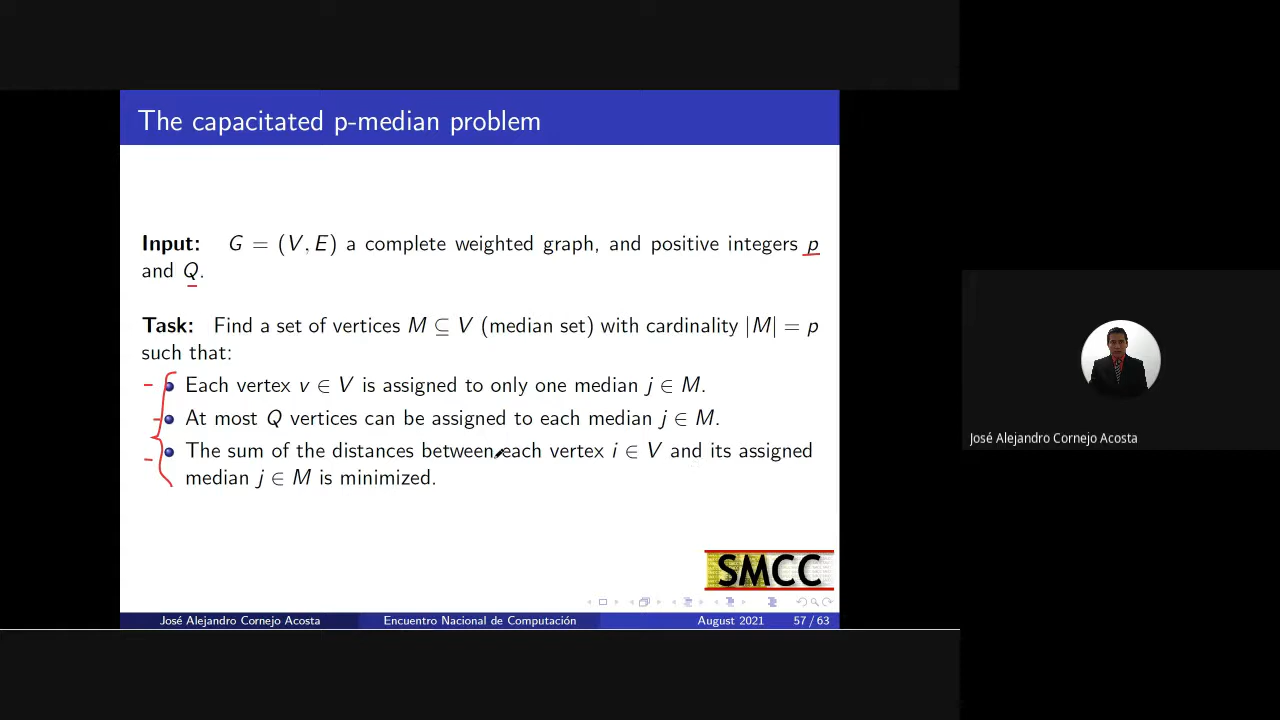 The capacitated p-median problem
Input: G = (V, E) a complete weighted graph, and positive integers p
and Q.
Task: Find a set of vertices M ⊆ V (median set) with cardinality |M| = p
such that:
Each vertex v ∈ V is assigned to only one median j ∈ M.
At most Q vertices can be assigned to each median j ∈ M.
The sum of the distances between each vertex i ∈ V and its assigned
median j ∈ M is minimized.
SMCC
José Alejandro Cornejo Acosta Encuentro Nacional de Computación August 2021 57 / 63
José Alejandro Cornejo Acosta